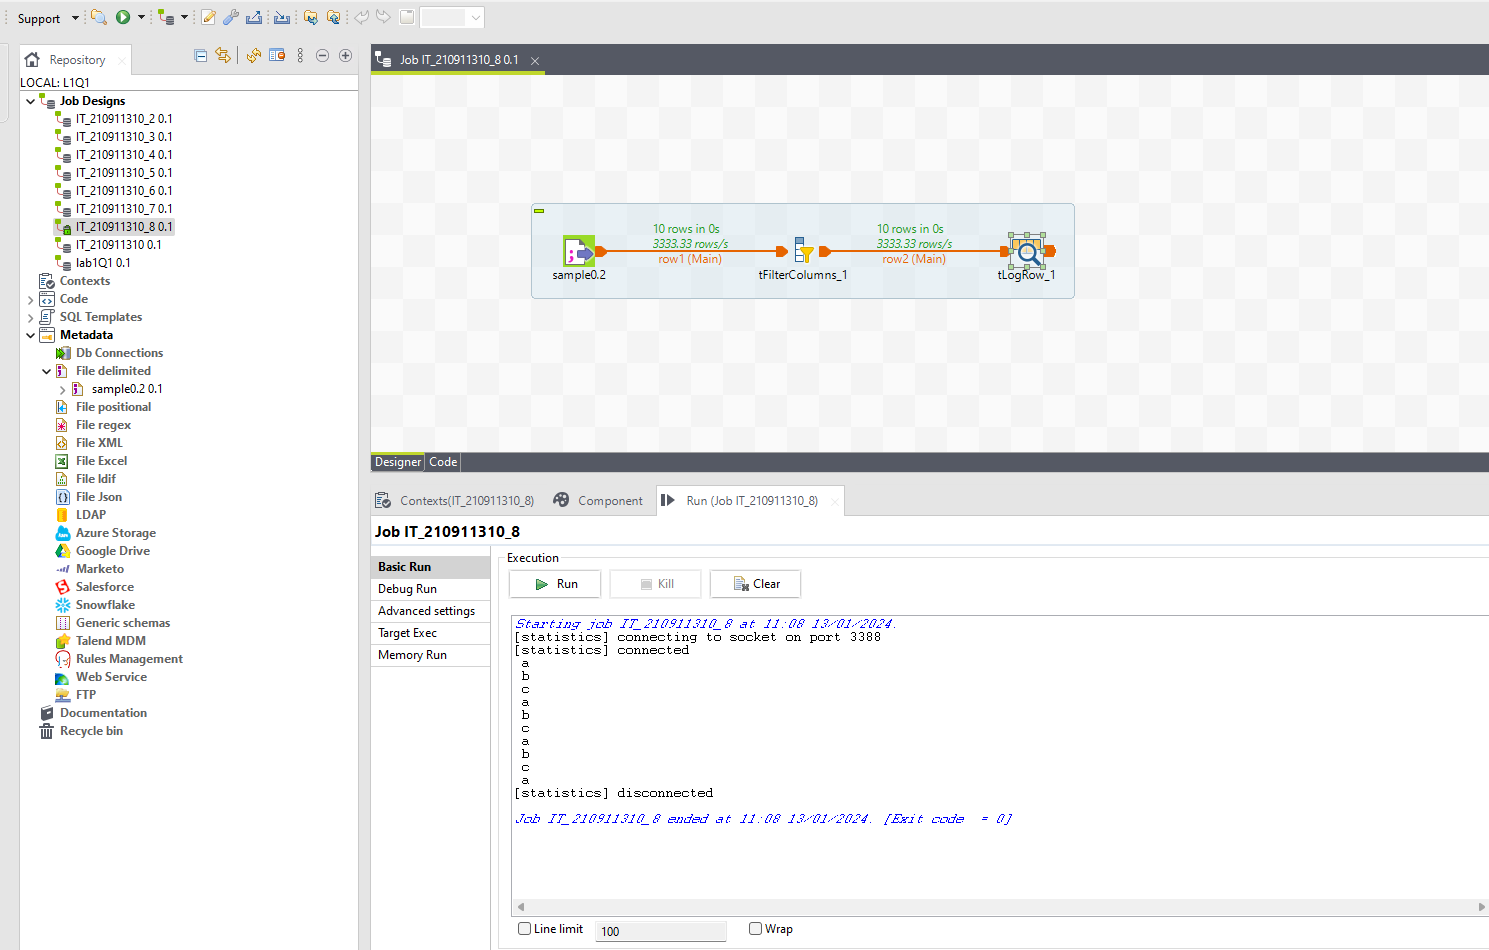 Support
Repository
LOCAL: L1Q1
Job Designs
IT_210911310_2 0.1
IT_210911310_3 0.1
IT_210911310_4 0.1
IT_210911310_5 0.1
IT_210911310_6 0.1
IT_210911310_7 0.1
IT_210911310_8 0.1
IT_210911310 0.1
lab1Q1 0.1
Contexts
Code
SQL Templates
Metadata
Db Connections
File delimited
sample0.2 0.1
File positional
File regex
File XML
File Excel
File ldif
File Json
LDAP
Azure Storage
Google Drive
Marketo
Salesforce
Snowflake
Generic schemas
Talend MDM
Rules Management
Web Service
FTP
Documentation
Recycle bin
Job IT_210911310_8 0.1
10 rows in 0s
3333.33 rows/s
row1 (Main)
10 rows in 0s
3333.33 rows/s
row2 (Main)
sample0.2
tFilterColumns_1
tLogRow_1
Designer Code
Contexts(IT_210911310_8) Component Run (Job IT_210911310_8)
Job IT_210911310_8
Basic Run
Debug Run
Advanced settings
Target Exec
Memory Run
Execution
Run Kill Clear
Starting job IT_210911310_8 at 11:08 13/01/2024.
[statistics] connecting to socket on port 3388
[statistics] connected
a
b
c
a
b
c
a
b
c
a
[statistics] disconnected
Job IT_210911310_8 ended at 11:08 13/01/2024. [Exit code  = 0]
Line limit 100 Wrap